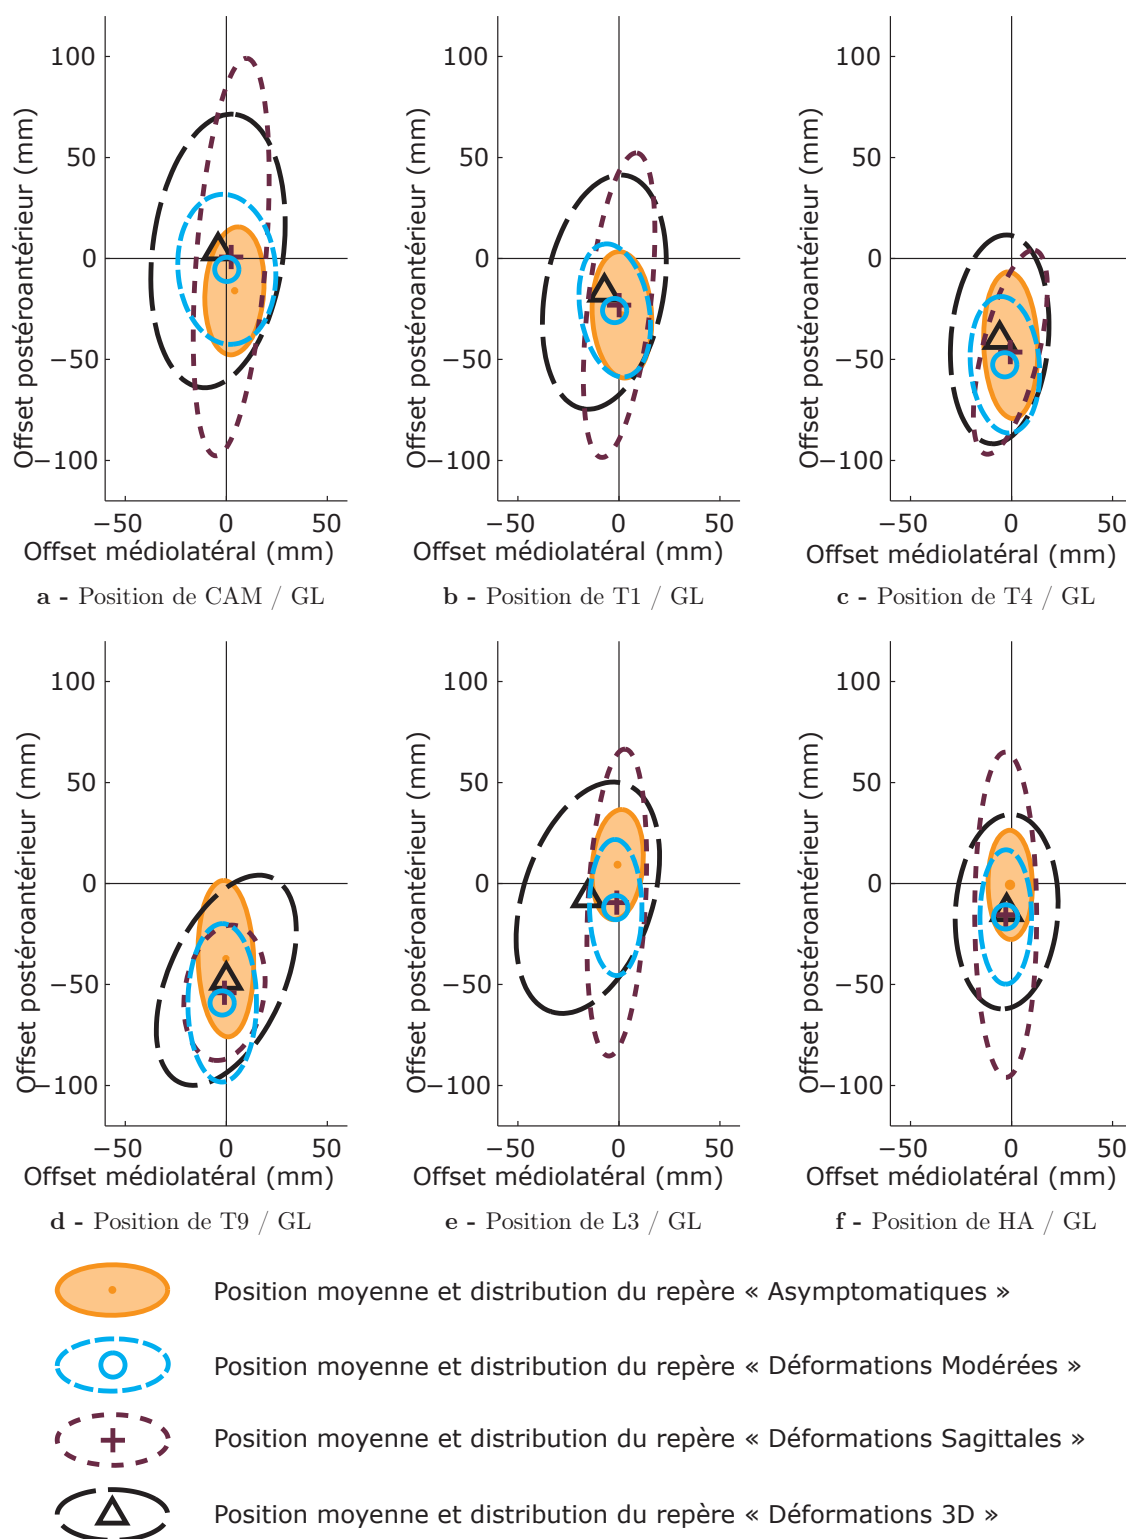 100
50
0
−50
−100
−50 0 50
Offset postéroantérieur (mm)
Offset médiolatéral (mm)
a - Position de CAM / GL
100
50
0
−50
−100
−50 0 50
Offset postéroantérieur (mm)
Offset médiolatéral (mm)
b - Position de T1 / GL
100
50
0
−50
−100
−50 0 50
Offset postéroantérieur (mm)
Offset médiolatéral (mm)
c - Position de T4 / GL
100
50
0
−50
−100
−50 0 50
Offset postéroantérieur (mm)
Offset médiolatéral (mm)
d - Position de T9 / GL
100
50
0
−50
−100
−50 0 50
Offset postéroantérieur (mm)
Offset médiolatéral (mm)
e - Position de L3 / GL
100
50
0
−50
−100
−50 0 50
Offset postéroantérieur (mm)
Offset médiolatéral (mm)
f - Position de HA / GL
Position moyenne et distribution du repère « Asymptomatiques »
Position moyenne et distribution du repère « Déformations Modérées »
Position moyenne et distribution du repère « Déformations Sagittales »
Position moyenne et distribution du repère « Déformations 3D »